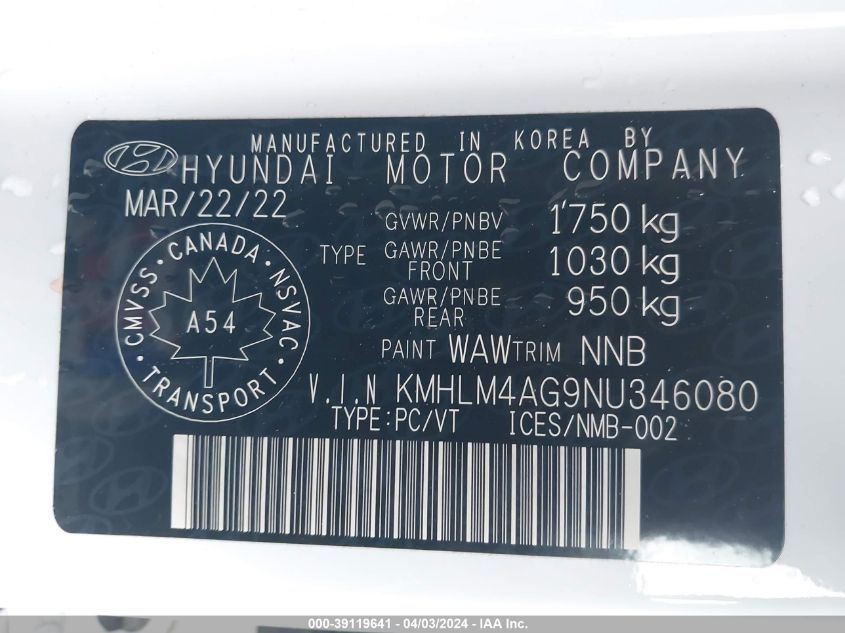 MANUFACTURED IN KOREA BY
HYUNDAI MOTOR COMPANY
MAR/22/22
GVWR/PNBV 1'750 kg
TYPE GAWR/PNBE FRONT 1030 kg
GAWR/PNBE REAR 950 kg
CANADA · NSVAC · TRANSPORT · CMVSS ·
A54
PAINT WAW TRIM NNB
V.I.N KMHLM4AG9NU346080
TYPE:PC/VT ICES/NMB-002
000-39119641 - 04/03/2024 - IAA Inc.